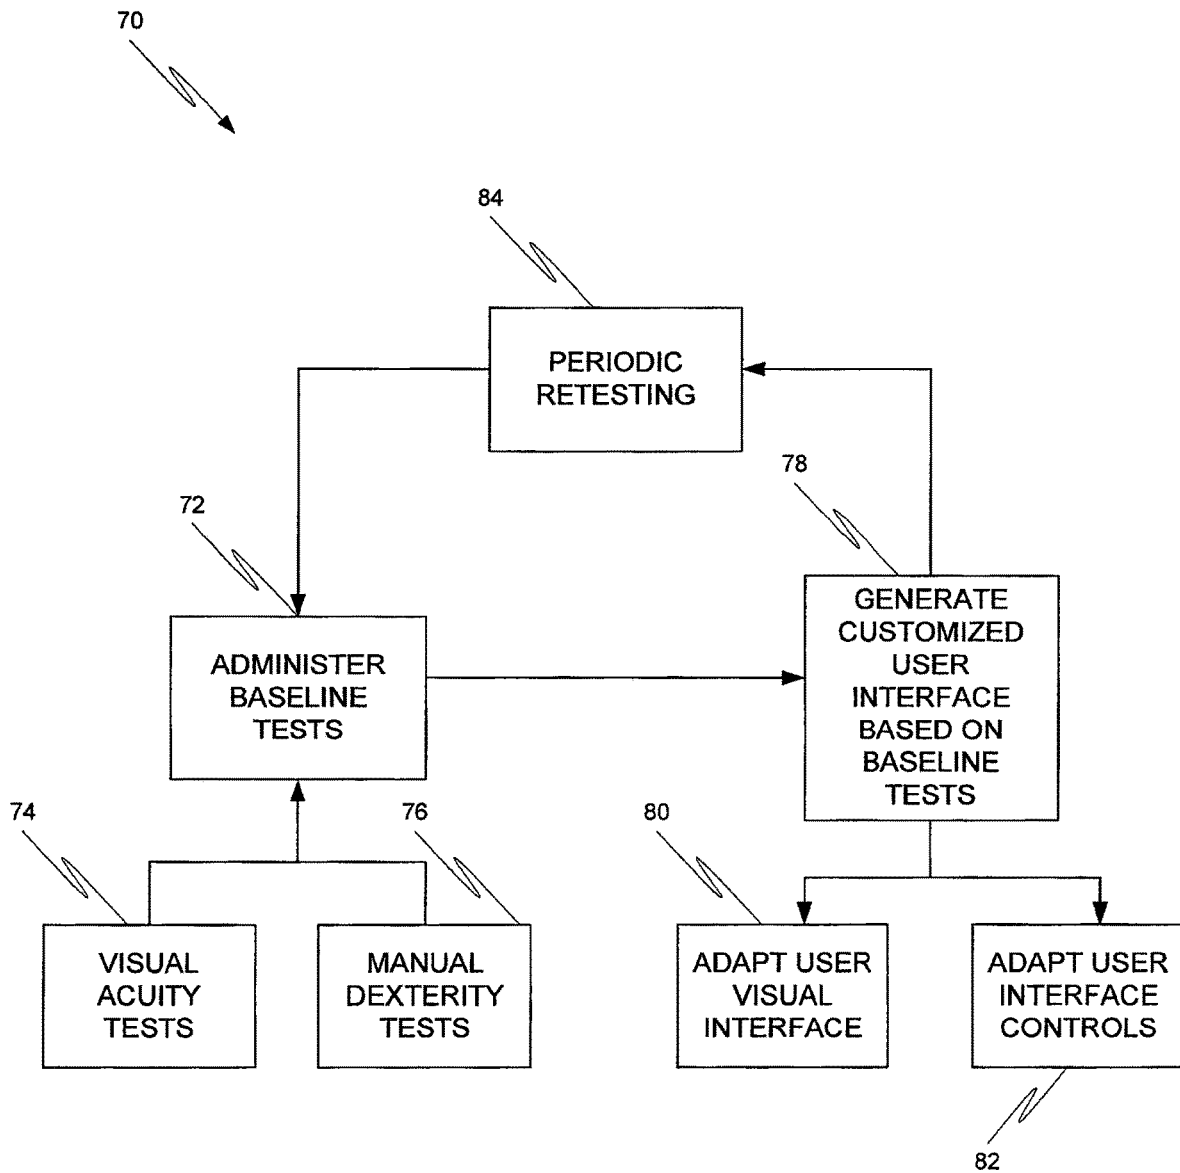 70
84
PERIODIC
RETESTING
78
72
GENERATE
CUSTOMIZED
USER
INTERFACE
BASED ON
BASELINE
TESTS
ADMINISTER
BASELINE
TESTS
74
76
80
VISUAL
ACUITY
TESTS
MANUAL
DEXTERITY
TESTS
ADAPT USER
VISUAL
INTERFACE
ADAPT USER
INTERFACE
CONTROLS
82